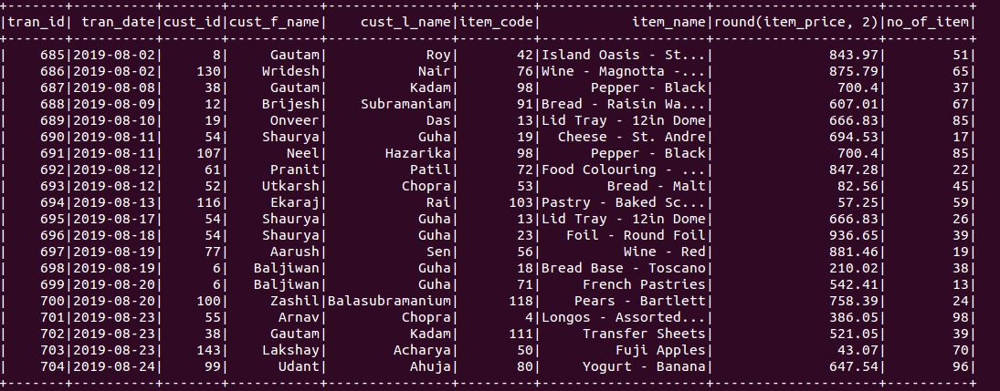 +-------+----------+-------+-----------+--------------+---------+--------------------+--------------------+----------+
|tran_id| tran_date|cust_id|cust_f_name|   cust_l_name|item_code|           item_name|round(item_price, 2)|no_of_item|
+-------+----------+-------+-----------+--------------+---------+--------------------+--------------------+----------+
|    685|2019-08-02|      8|     Gautam|           Roy|       42|Island Oasis - St...|              843.97|        51|
|    686|2019-08-02|    130|    Wridesh|          Nair|       76|Wine - Magnotta -...|              875.79|        65|
|    687|2019-08-08|     38|     Gautam|         Kadam|       98|      Pepper - Black|               700.4|        37|
|    688|2019-08-09|     12|    Brijesh|   Subramaniam|       91|Bread - Raisin Wa...|              607.01|        67|
|    689|2019-08-10|     19|    Onveer|           Das|       13|Lid Tray - 12in Dome|              666.83|        85|
|    690|2019-08-11|     54|    Shaurya|          Guha|       19|  Cheese - St. Andre|              694.53|        17|
|    691|2019-08-11|    107|       Neel|      Hazarika|       98|      Pepper - Black|               700.4|        85|
|    692|2019-08-12|     61|     Pranit|         Patil|       72|Food Colouring - ...|              847.28|        22|
|    693|2019-08-12|     52|    Utkarsh|        Chopra|       53|        Bread - Malt|               82.56|        45|
|    694|2019-08-13|    116|     Ekaraj|           Rai|      103|Pastry - Baked Sc...|               57.25|        59|
|    695|2019-08-17|     54|    Shaurya|          Guha|       13|Lid Tray - 12in Dome|              666.83|        26|
|    696|2019-08-18|     54|    Shaurya|          Guha|       23|   Foil - Round Foil|              936.65|        39|
|    697|2019-08-19|     77|     Aarush|           Sen|       56|          Wine - Red|              881.46|        19|
|    698|2019-08-19|      6|   Baljiwan|          Guha|       18|Bread Base - Toscano|              210.02|        38|
|    699|2019-08-20|      6|   Baljiwan|          Guha|       71|     French Pastries|              542.41|        13|
|    700|2019-08-20|    100|     Zashil|Balasubramanium|      118|    Pears - Bartlett|              758.39|        24|
|    701|2019-08-23|     55|      Arnav|        Chopra|        4|Longos - Assorted...|              386.05|        98|
|    702|2019-08-23|     38|     Gautam|         Kadam|      111|     Transfer Sheets|              521.05|        39|
|    703|2019-08-23|    143|    Lakshay|       Acharya|       50|         Fuji Apples|               43.07|        70|
|    704|2019-08-24|     99|      Udant|         Ahuja|       80|     Yogurt - Banana|              647.54|        96|
+-------+----------+-------+-----------+--------------+---------+--------------------+--------------------+----------+